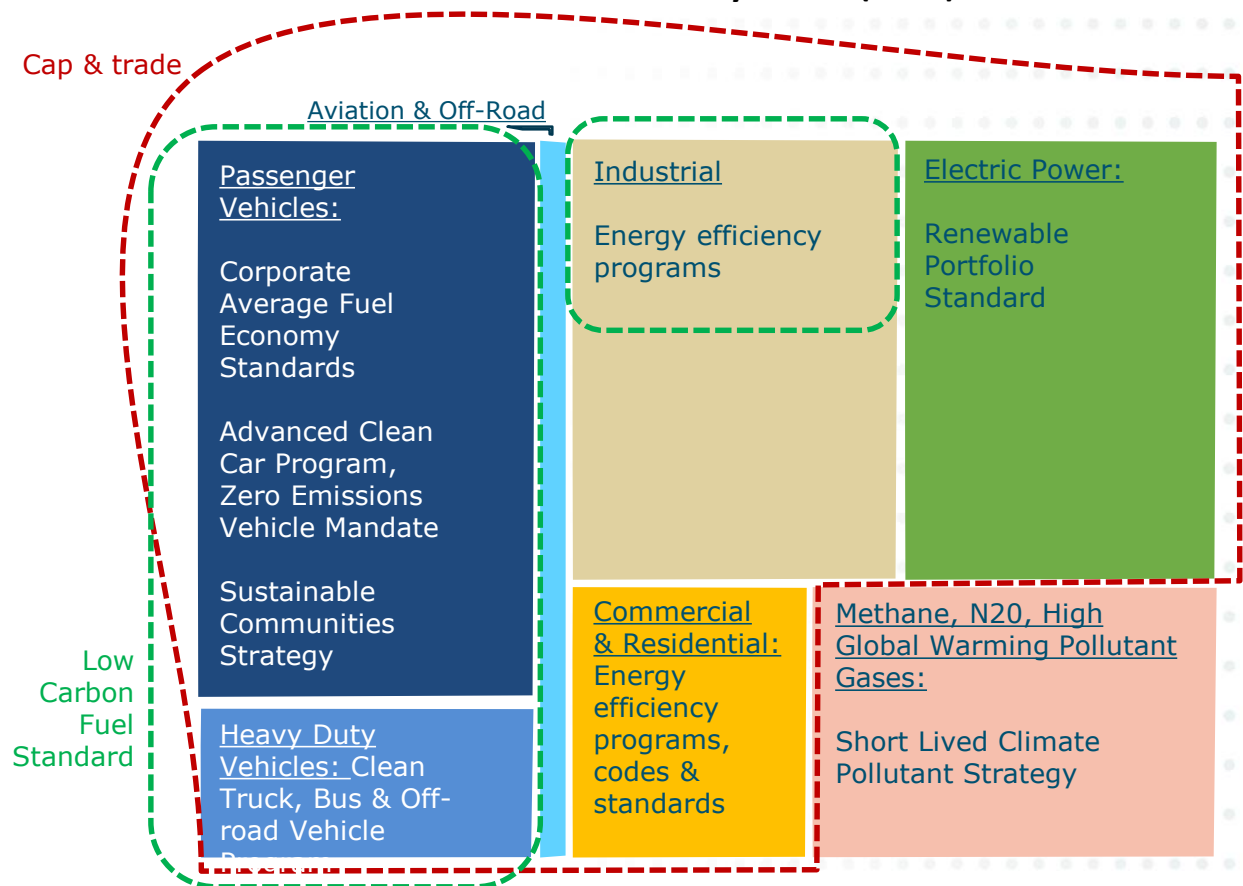 Cap & trade
Aviation & Off-Road
Passenger
Vehicles:
Corporate
Average Fuel
Economy
Standards
Advanced Clean
Car Program,
Zero Emissions
Vehicle Mandate
Sustainable
Communities
Strategy
Low
Carbon
Fuel
Standard
Heavy Duty
Vehicles: Clean
Truck, Bus & Off-
road Vehicle
Program
Industrial
Energy efficiency
programs
Electric Power:
Renewable
Portfolio
Standard
Commercial
& Residential:
Energy
efficiency
programs,
codes &
standards
Methane, N20, High
Global Warming Pollutant
Gases:
Short Lived Climate
Pollutant Strategy